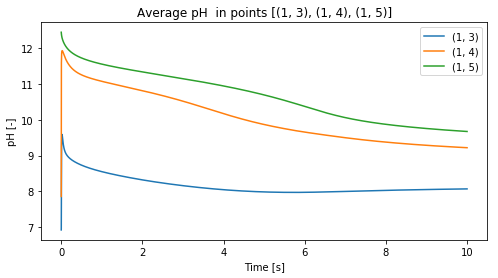 Average pH in points [(1, 3), (1, 4), (1, 5)]
(1, 3)
(1, 4)
(1, 5)
pH [-]
12
11
10
9
8
7
0 2 4 6 8 10
Time [s]